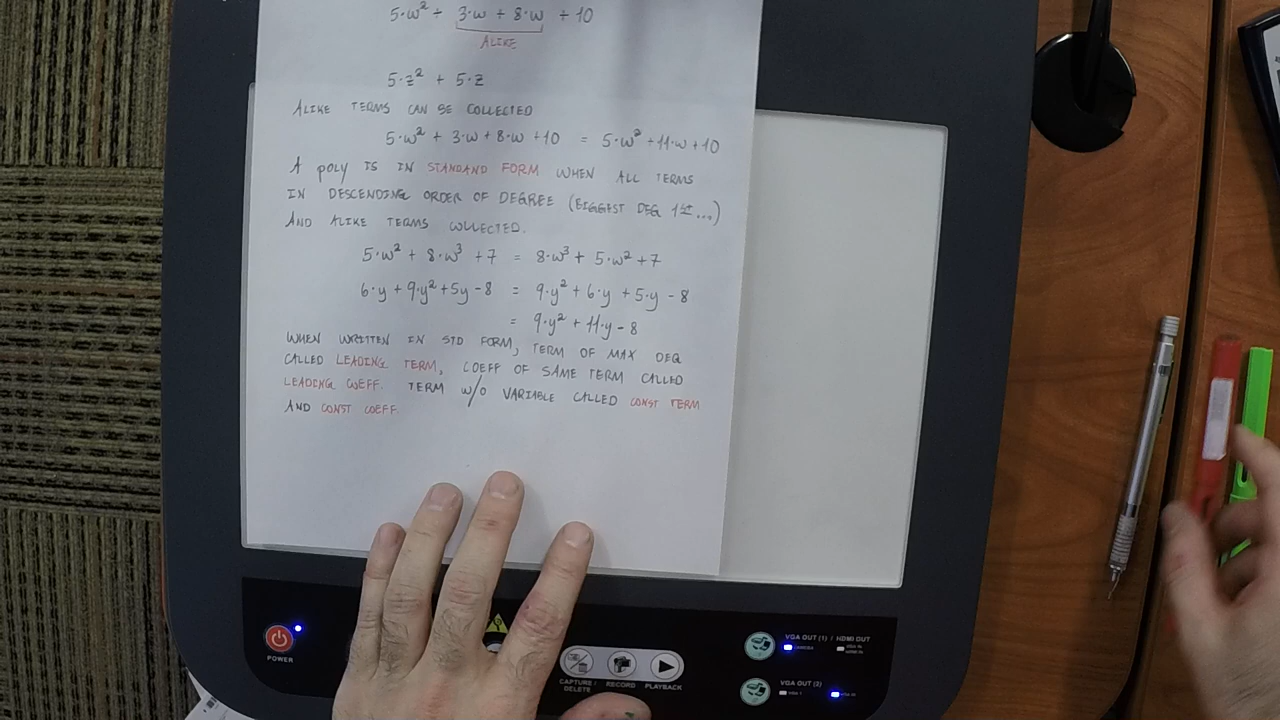 5·w² + 3·w + 8·w + 10
ALIKE
5·z² + 5·z
ALIKE TERMS CAN BE COLLECTED
5·w² + 3·w + 8·w + 10 = 5·w² + 11·w + 10
A POLY IS IN STANDARD FORM WHEN ALL TERMS
IN DESCENDING ORDER OF DEGREE (BIGGEST DEG 1st...)
AND ALIKE TERMS COLLECTED.
5·w² + 8·w³ + 7 = 8·w³ + 5·w² + 7
6·y + 9·y² + 5y - 8 = 9·y² + 6·y + 5·y - 8
= 9·y² + 11·y - 8
WHEN WRITTEN IN STD FORM, TERM OF MAX DEG
CALLED LEADING TERM, COEFF OF SAME TERM CALLED
LEADING COEFF. TERM W/O VARIABLE CALLED CONST TERM
AND CONST COEFF.
POWER
CAPTURE / DELETE
RECORD
PLAYBACK
VGA OUT (1) / HDMI OUT
CAMERA
VGA OUT (2)